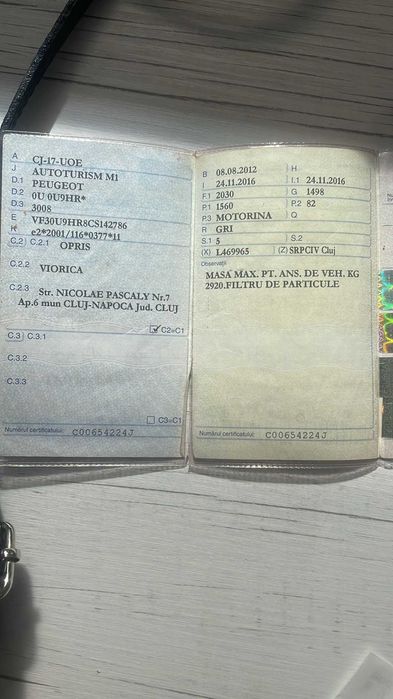 A CJ-17-UOE
J AUTOTURISM M1
D.1 PEUGEOT
D.2 0U 0U9HR*
D.3 3008
E VF30U9HR8CS142786
K e2*2001/116*0377*11
C.2) C.2.1 OPRIS
C.2.2 VIORICA
C.2.3 Str. NICOLAE PASCALY Nr.7
Ap.6 mun CLUJ-NAPOCA Jud. CLUJ
C2=C1
C.3) C.3.1
C.3.2
C.3.3
C3=C1
Numărul certificatului: C00654224J
B 08.08.2012 H
I 24.11.2016 I.1 24.11.2016
F.1 2030 G 1498
P.1 1560 P.2 82
P.3 MOTORINA Q
R GRI
S.1 5 S.2
(X) L469965 (Z) SRPCIV Cluj
Observații
MASA MAX. PT. ANS. DE VEH. KG
2920.FILTRU DE PARTICULE
Numărul certificatului: C00654224J